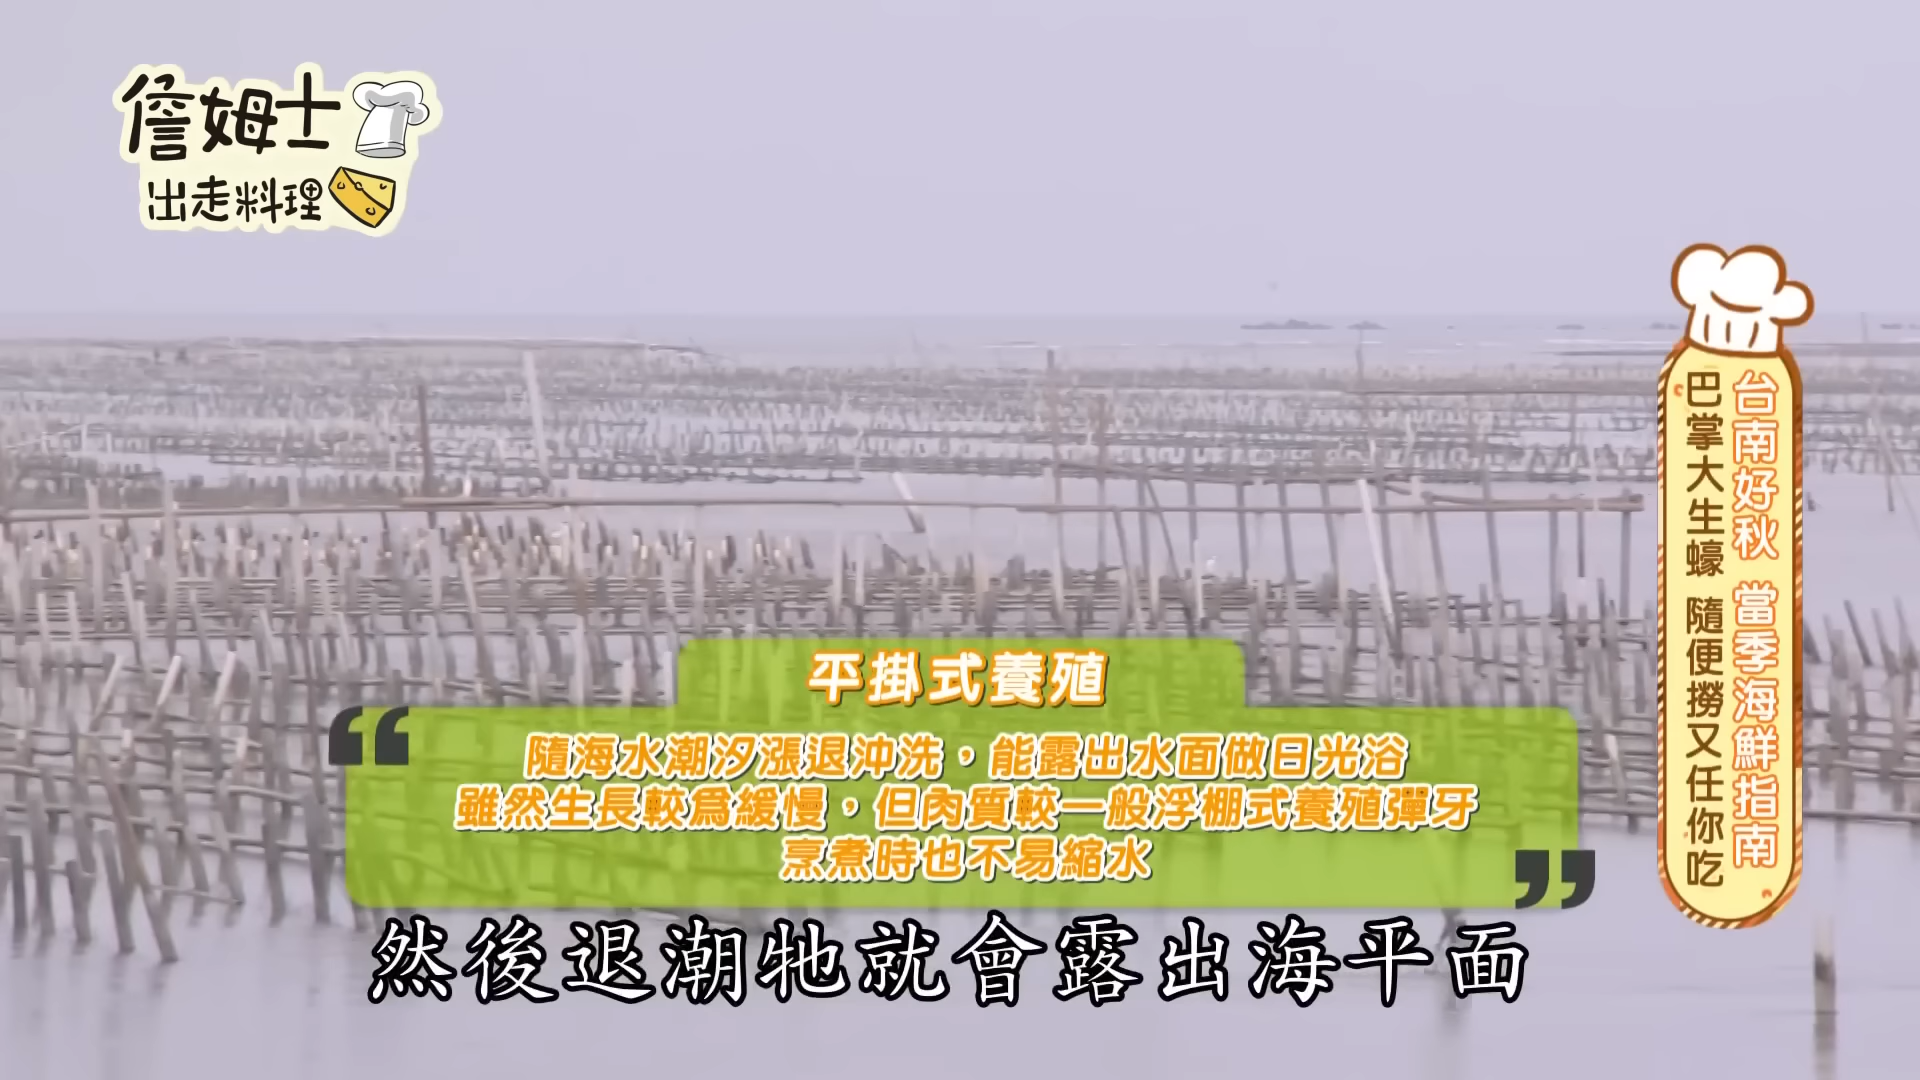 詹姆士
出走料理
台南好秋 當季海鮮指南
巴掌大生蠔 隨便撈又任你吃
平掛式養殖
隨海水潮汐漲退沖洗，能露出水面做日光浴
雖然生長較為緩慢，但肉質較一般浮棚式養殖彈牙
烹煮時也不易縮水
然後退潮牠就會露出海平面